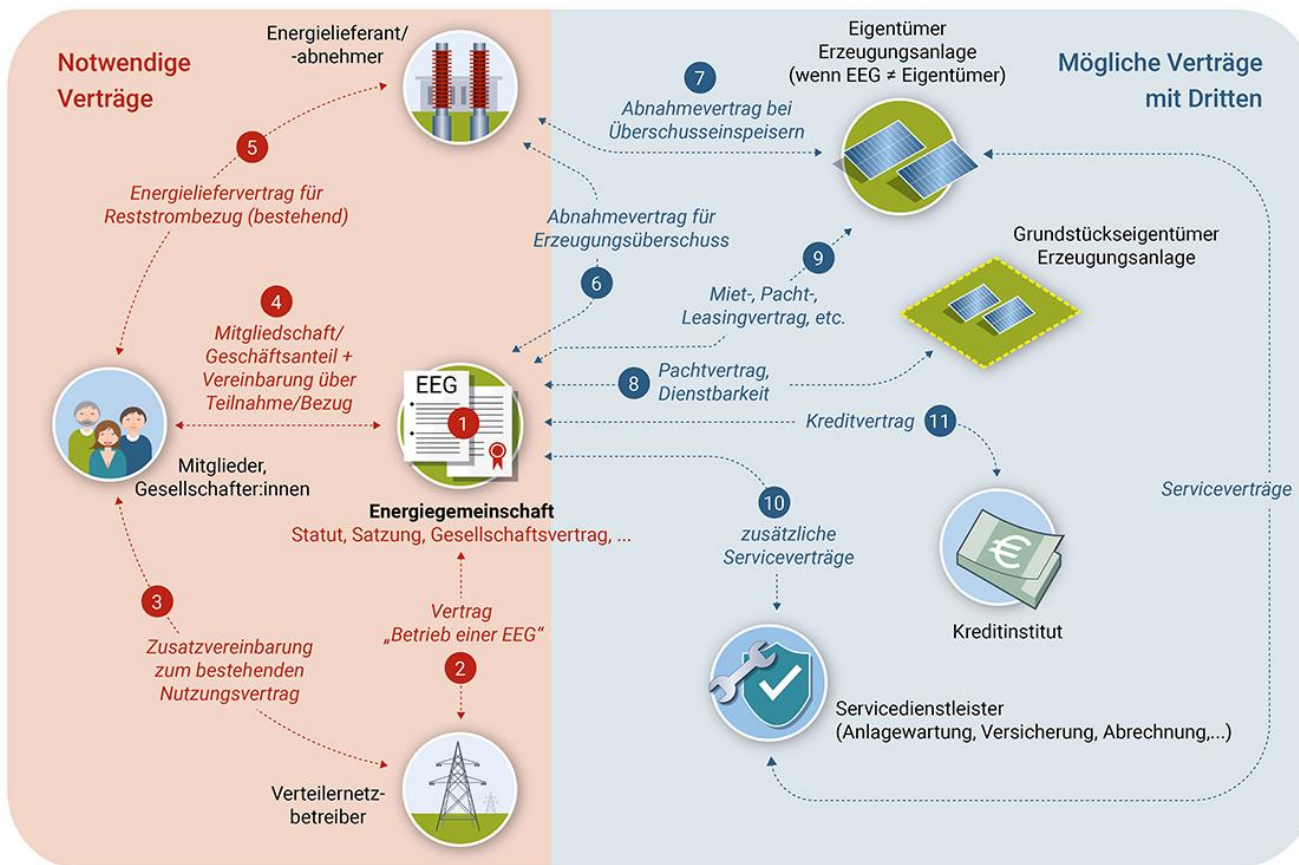 Notwendige
Verträge
Energielieferant/
-abnehmer
5
Energieliefervertrag für
Reststrombezug (bestehend)
4
Mitgliedschaft/
Geschäftsanteil +
Vereinbarung über
Teilnahme/Bezug
Mitglieder,
Gesellschafter:innen
EEG
1
Energiegemeinschaft
Statut, Satzung, Gesellschaftsvertrag, ...
3
Zusatzvereinbarung
zum bestehenden
Nutzungsvertrag
Vertrag
„Betrieb einer EEG“
2
Verteilernetz-
betreiber
Mögliche Verträge
mit Dritten
Eigentümer
Erzeugungsanlage
(wenn EEG ≠ Eigentümer)
7
Abnahmevertrag bei
Überschusseinspeisern
Abnahmevertrag für
Erzeugungsüberschuss
6
9
Miet-, Pacht-,
Leasingvertrag, etc.
Grundstückseigentümer
Erzeugungsanlage
8
Pachtvertrag,
Dienstbarkeit
Kreditvertrag
11
10
zusätzliche
Serviceverträge
Serviceverträge
€
Kreditinstitut
Servicedienstleister
(Anlagewartung, Versicherung, Abrechnung,...)